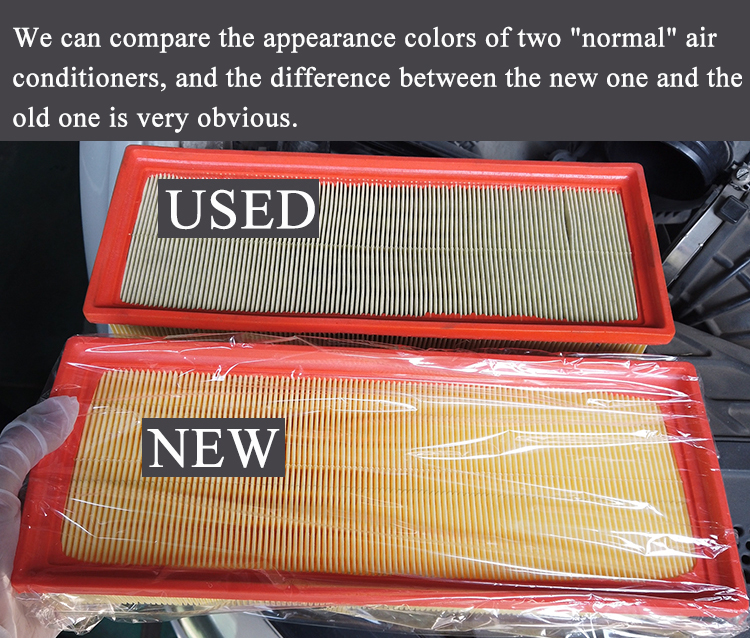 We can compare the appearance colors of two "normal" air
conditioners, and the difference between the new one and the
old one is very obvious.
USED
NEW